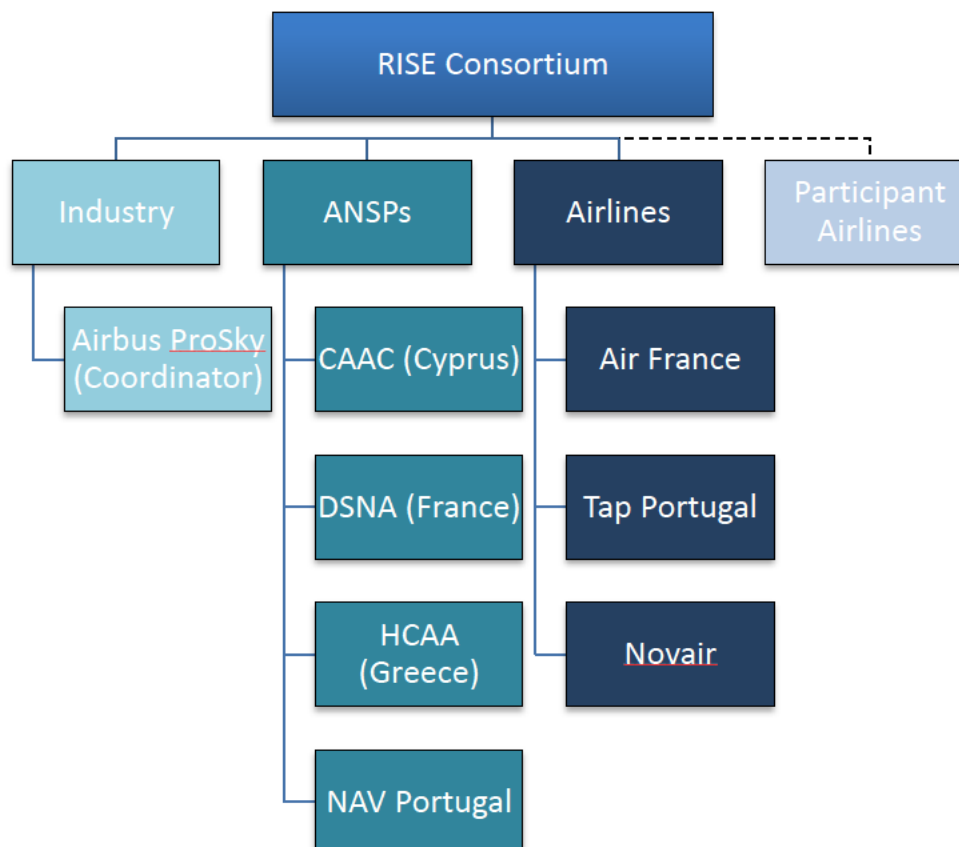 RISE Consortium
Industry
ANSPs
Airlines
Participant
Airlines
Airbus ProSky
(Coordinator)
CAAC (Cyprus)
Air France
DSNA (France)
Tap Portugal
HCAA
(Greece)
Novair
NAV Portugal